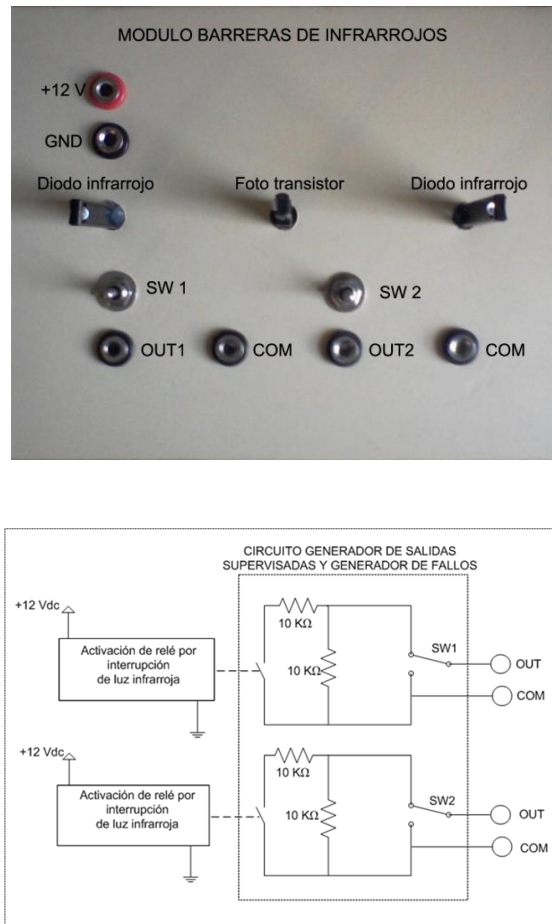 MODULO BARRERAS DE INFRARROJOS
+12 V
GND
Diodo infrarrojo
Foto transistor
Diodo infrarrojo
SW 1
SW 2
OUT1
COM
OUT2
COM
CIRCUITO GENERADOR DE SALIDAS
SUPERVISADAS Y GENERADOR DE FALLOS
+12 Vdc
Activación de relé por
interrupción
de luz infrarroja
10 KΩ
10 KΩ
SW1
OUT
COM
+12 Vdc
Activación de relé por
interrupción
de luz infrarroja
10 KΩ
10 KΩ
SW2
OUT
COM